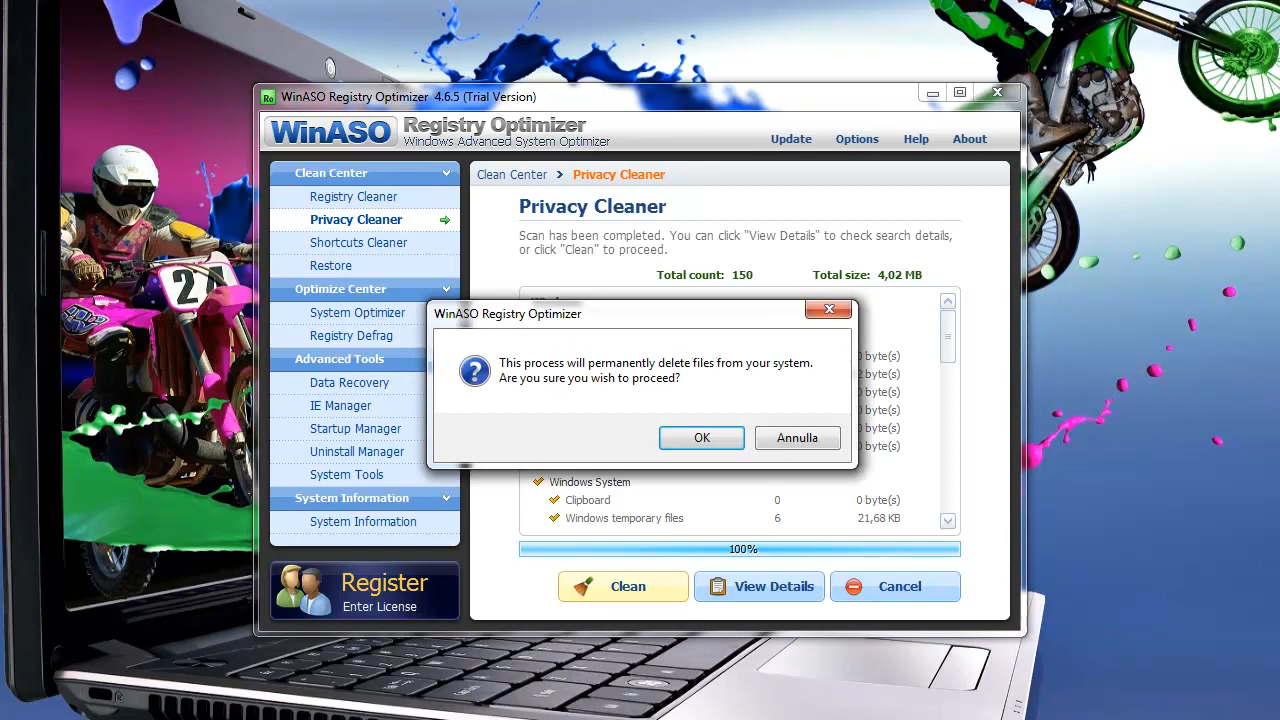 WinASO Registry Optimizer 4.6.5 (Trial Version)
WinASO Registry Optimizer
Windows Advanced System Optimizer
Update Options Help About
Clean Center
Registry Cleaner
Privacy Cleaner
Shortcuts Cleaner
Restore
Optimize Center
System Optimizer
Registry Defrag
Advanced Tools
Data Recovery
IE Manager
Startup Manager
Uninstall Manager
System Tools
System Information
System Information
Register
Enter License
Clean Center > Privacy Cleaner
Privacy Cleaner
Scan has been completed. You can click "View Details" to check search details,
or click "Clean" to proceed.
Total count: 150 Total size: 4,02 MB
WinASO Registry Optimizer
This process will permanently delete files from your system.
Are you sure you wish to proceed?
OK Annulla
byte(s)
byte(s)
byte(s)
byte(s)
byte(s)
byte(s)
Windows System
Clipboard 0 0 byte(s)
Windows temporary files 6 21,68 KB
100%
Clean View Details Cancel
24